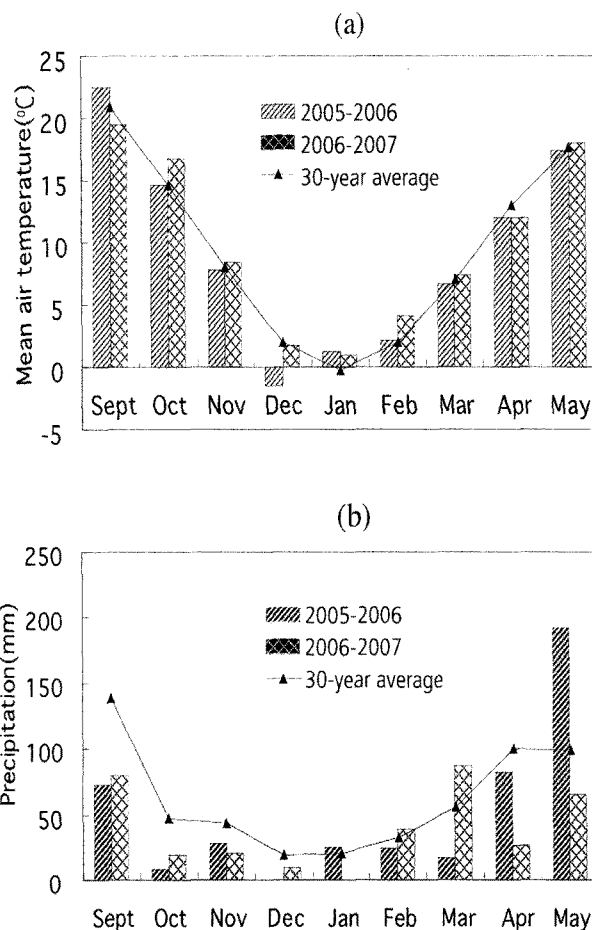 (a)
Mean air temperature(°C)
25
20
15
10
5
0
-5
2005-2006
2006-2007
30-year average
Sept Oct Nov Dec Jan Feb Mar Apr May
(b)
Precipitation(mm)
250
200
150
100
50
0
2005-2006
2006-2007
30-year average
Sept Oct Nov Dec Jan Feb Mar Apr May